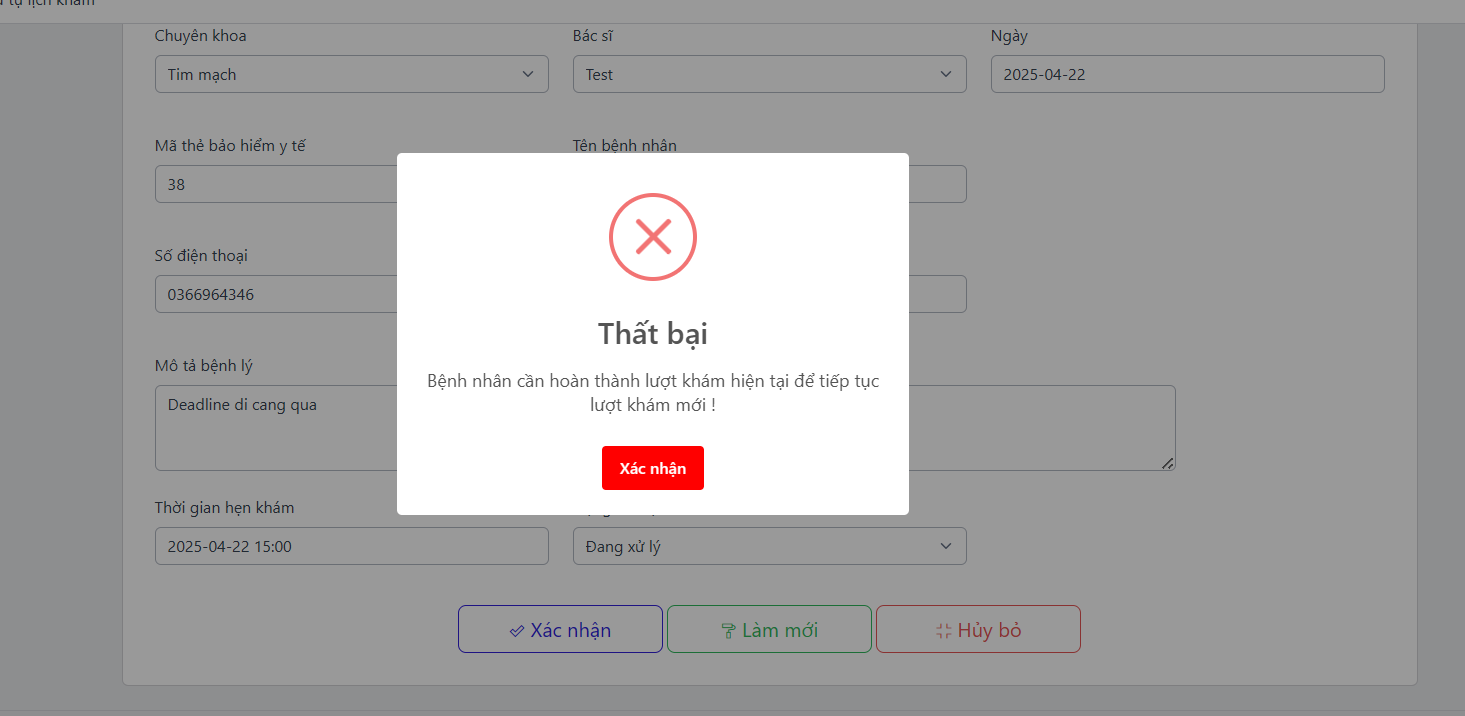 tự lịch khám
Chuyên khoa
Bác sĩ
Ngày
Tim mạch
Test
2025-04-22
Mã thẻ bảo hiểm y tế
Tên bệnh nhân
38
Số điện thoại
0366964346
Thất bại
Bệnh nhân cần hoàn thành lượt khám hiện tại để tiếp tục
lượt khám mới !
Xác nhận
Mô tả bệnh lý
Deadline di cang qua
Thời gian hẹn khám
2025-04-22 15:00
Đang xử lý
Xác nhận
Làm mới
Hủy bỏ